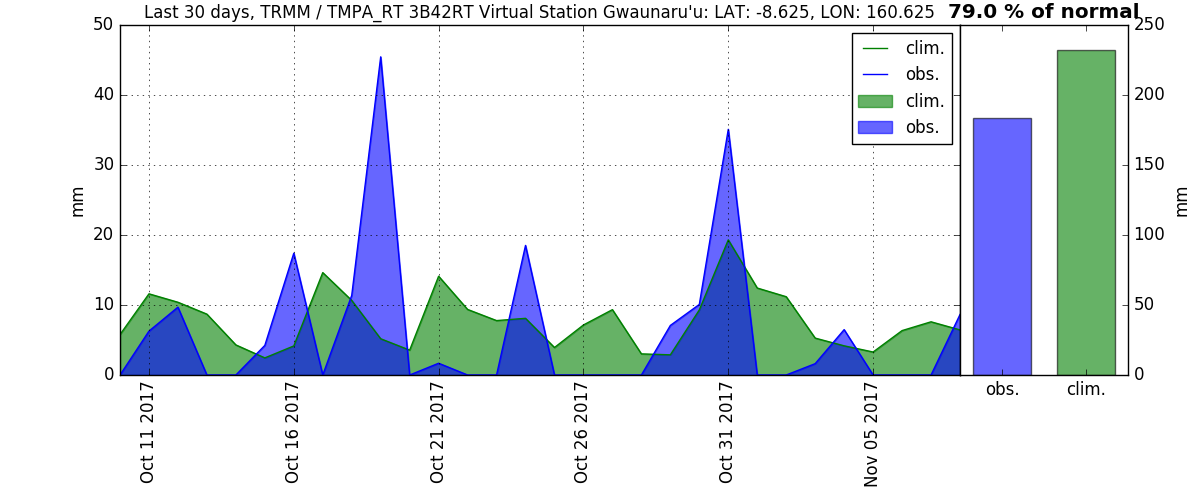 Last 30 days, TRMM / TMPA_RT 3B42RT Virtual Station Gwaunaru'u: LAT: -8.625, LON: 160.625
79.0 % of normal
50
40
30
20
10
0
mm
clim.
obs.
clim.
obs.
Oct 11 2017
Oct 16 2017
Oct 21 2017
Oct 26 2017
Oct 31 2017
Nov 05 2017
250
200
150
100
50
0
mm
obs.
clim.